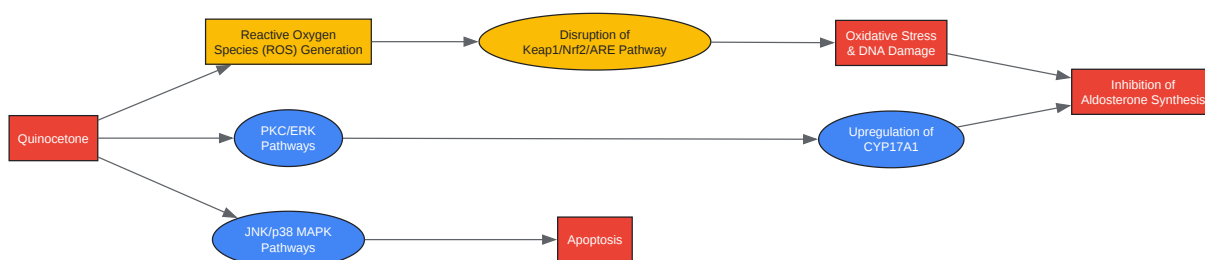 Reactive Oxygen
Species (ROS) Generation
Disruption of
Keap1/Nrf2/ARE Pathway
Oxidative Stress
& DNA Damage
Inhibition of
Aldosterone Synthesis
Quinocetone
PKC/ERK
Pathways
Upregulation of
CYP17A1
JNK/p38 MAPK
Pathways
Apoptosis